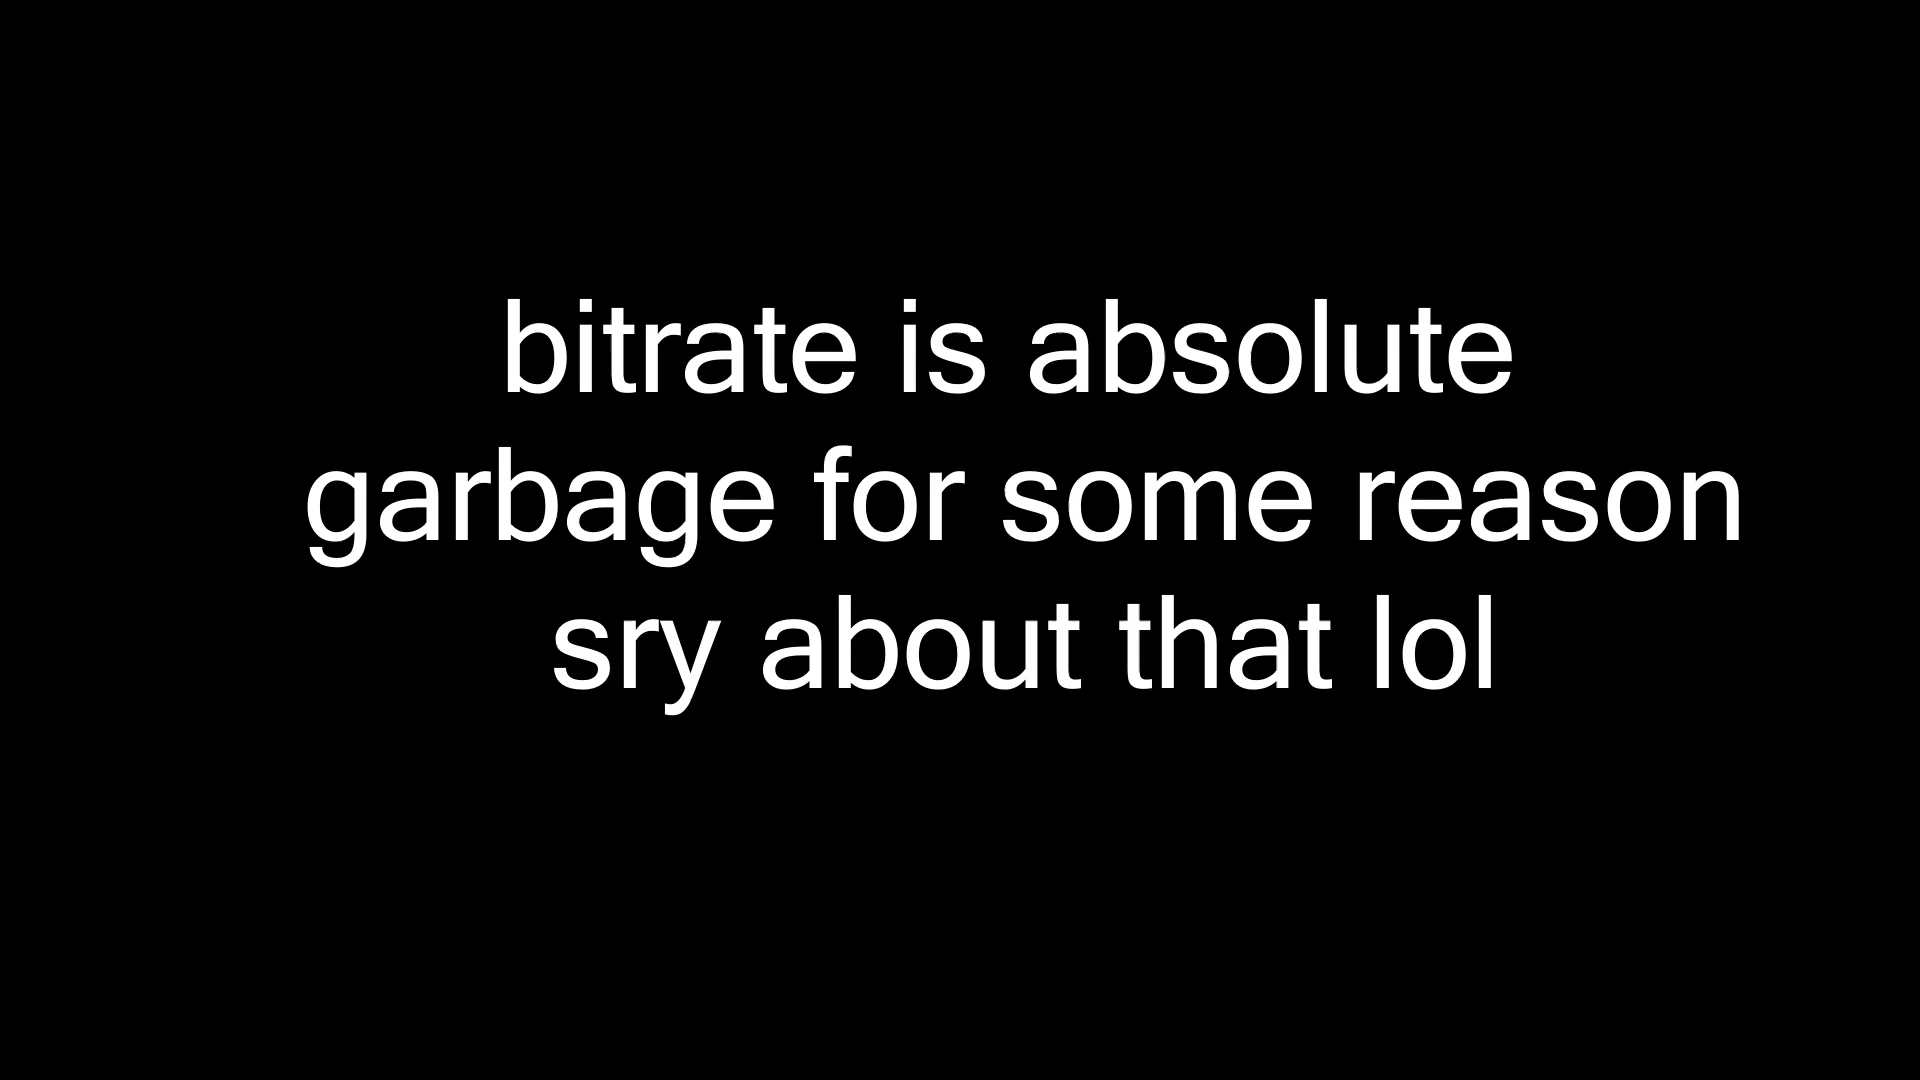 bitrate is absolute
garbage for some reason
sry about that lol